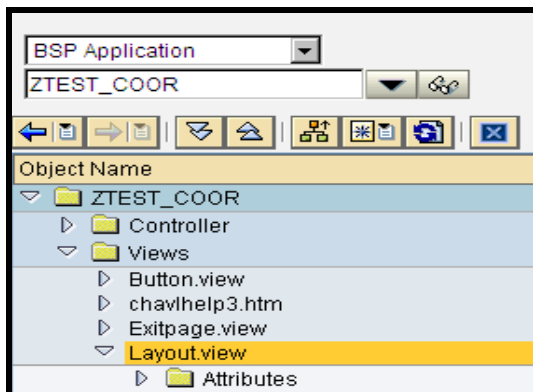 BSP Application
ZTEST_COOR
Object Name
ZTEST_COOR
Controller
Views
Button.view
chavlhelp3.htm
Exitpage.view
Layout.view
Attributes